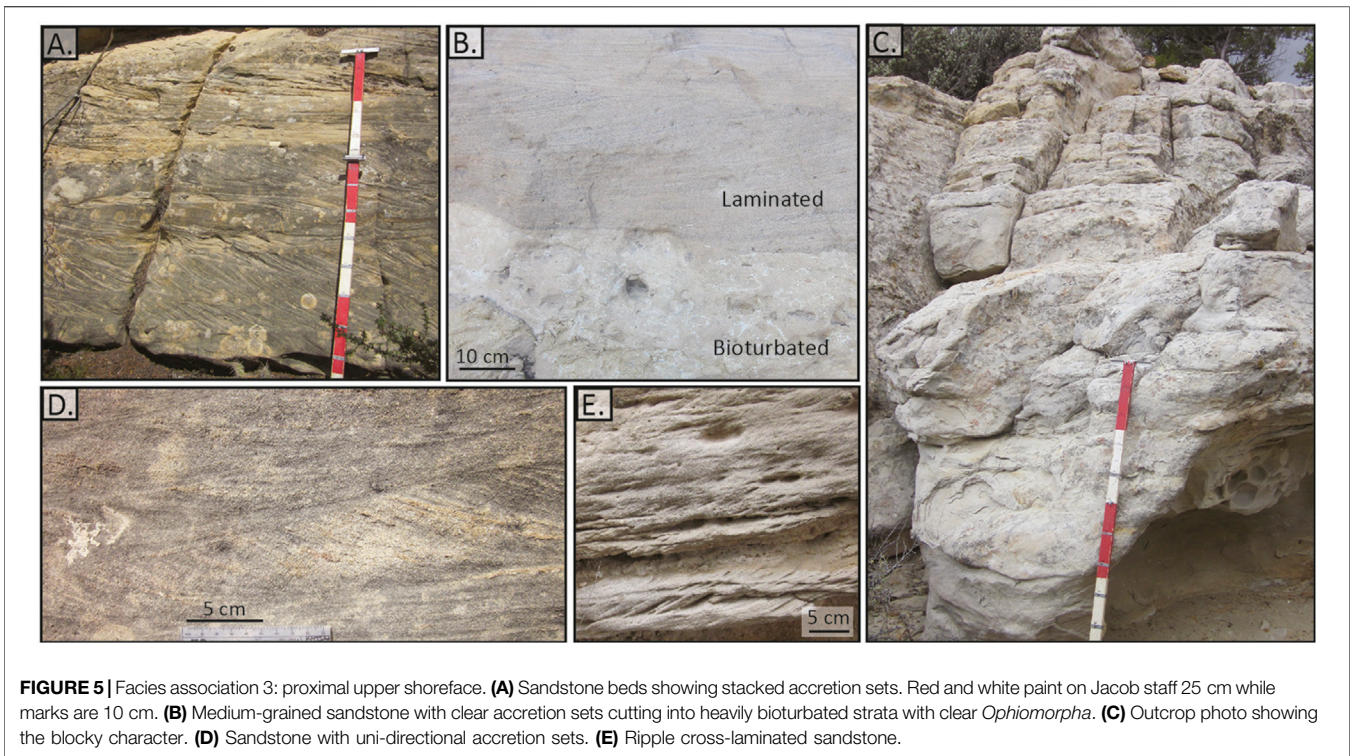 A.
B.
C.
Laminated
Bioturbated
10 cm
D.
E.
5 cm
5 cm
FIGURE 5 | Facies association 3: proximal upper shoreface. (A) Sandstone beds showing stacked accretion sets. Red and white paint on Jacob staff 25 cm while
marks are 10 cm. (B) Medium-grained sandstone with clear accretion sets cutting into heavily bioturbated strata with clear Ophiomorpha. (C) Outcrop photo showing
the blocky character. (D) Sandstone with uni-directional accretion sets. (E) Ripple cross-laminated sandstone.